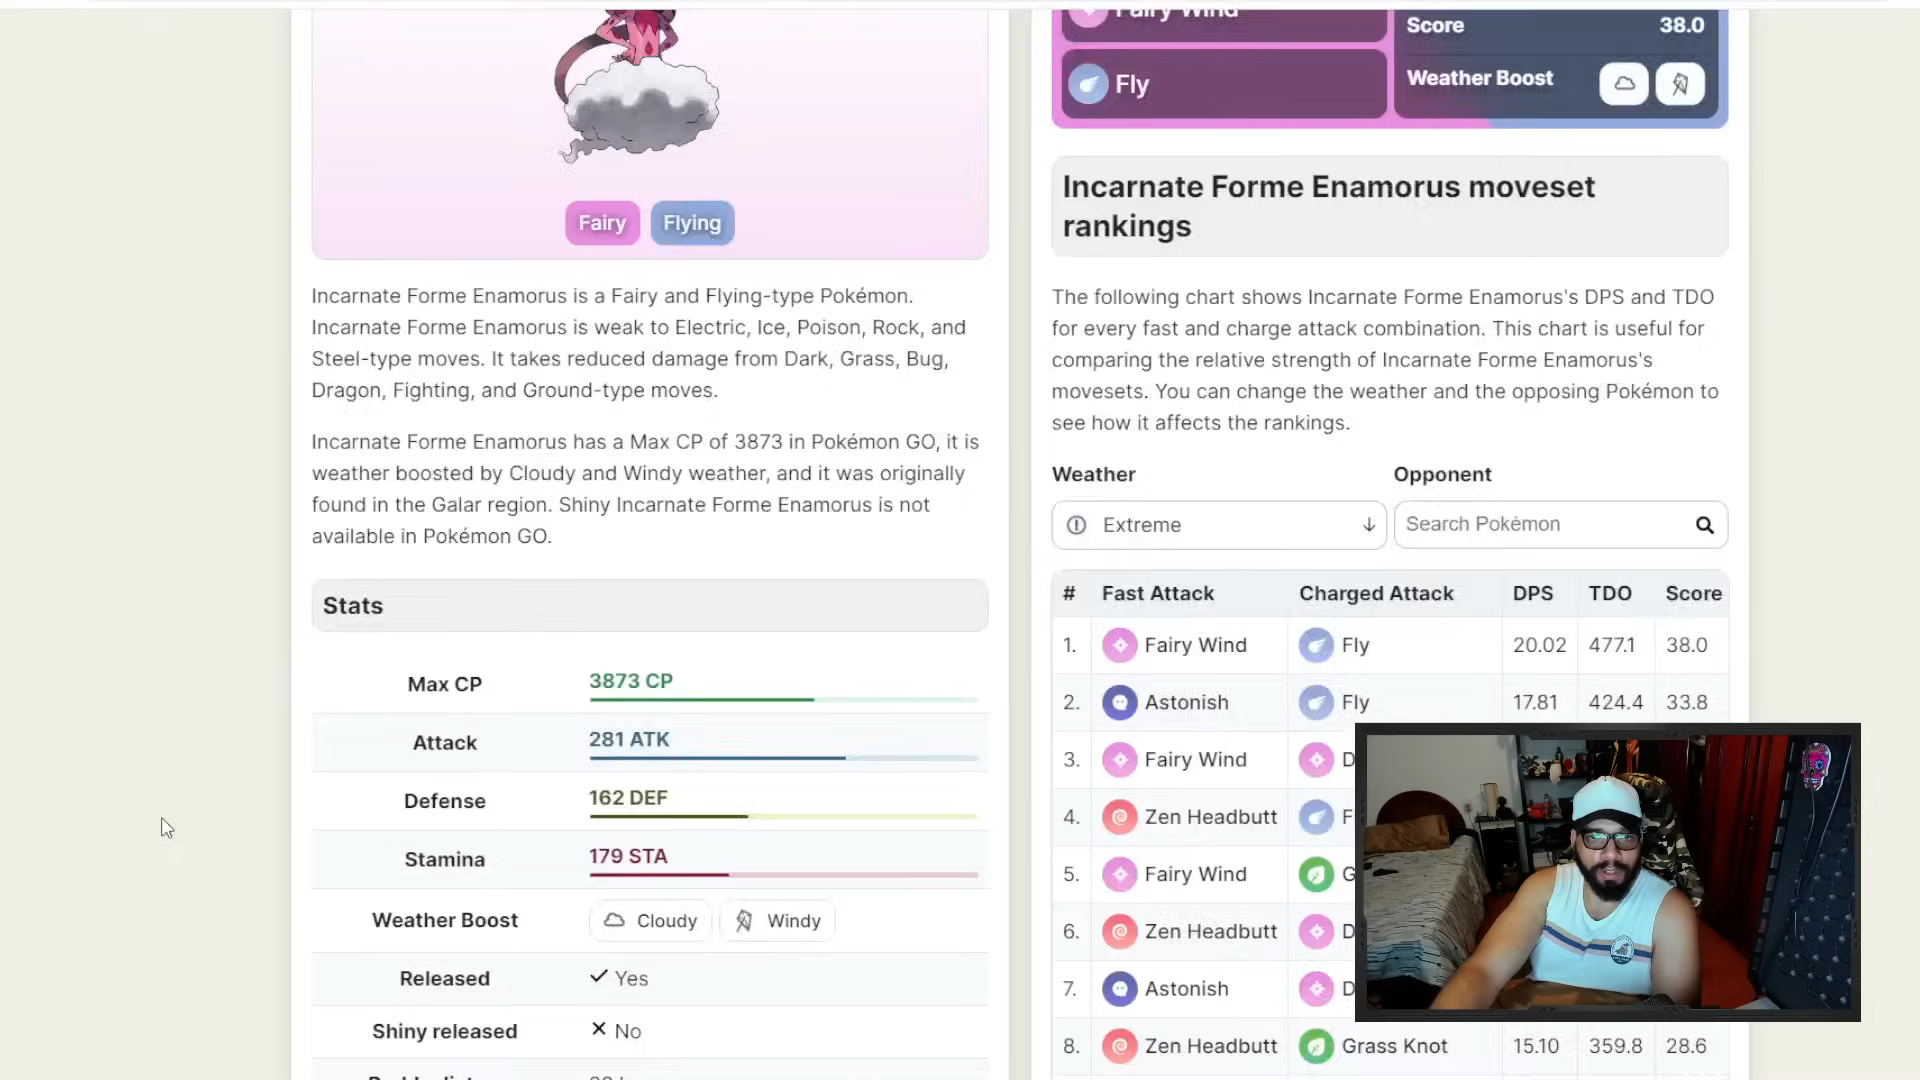 Fairy Flying
Incarnate Forme Enamorus is a Fairy and Flying-type Pokémon.
Incarnate Forme Enamorus is weak to Electric, Ice, Poison, Rock, and
Steel-type moves. It takes reduced damage from Dark, Grass, Bug,
Dragon, Fighting, and Ground-type moves.
Incarnate Forme Enamorus has a Max CP of 3873 in Pokémon GO, it is
weather boosted by Cloudy and Windy weather, and it was originally
found in the Galar region. Shiny Incarnate Forme Enamorus is not
available in Pokémon GO.
Stats
Max CP 3873 CP
Attack 281 ATK
Defense 162 DEF
Stamina 179 STA
Weather Boost Cloudy Windy
Released Yes
Shiny released No
Fairy Wind
Fly
Score 38.0
Weather Boost
Incarnate Forme Enamorus moveset
rankings
The following chart shows Incarnate Forme Enamorus's DPS and TDO
for every fast and charge attack combination. This chart is useful for
comparing the relative strength of Incarnate Forme Enamorus's
movesets. You can change the weather and the opposing Pokémon to
see how it affects the rankings.
Weather Opponent
Extreme Search Pokémon
# Fast Attack Charged Attack DPS TDO Score
1. Fairy Wind Fly 20.02 477.1 38.0
2. Astonish Fly 17.81 424.4 33.8
3. Fairy Wind D
4. Zen Headbutt F
5. Fairy Wind G
6. Zen Headbutt D
7. Astonish D
8. Zen Headbutt Grass Knot 15.10 359.8 28.6